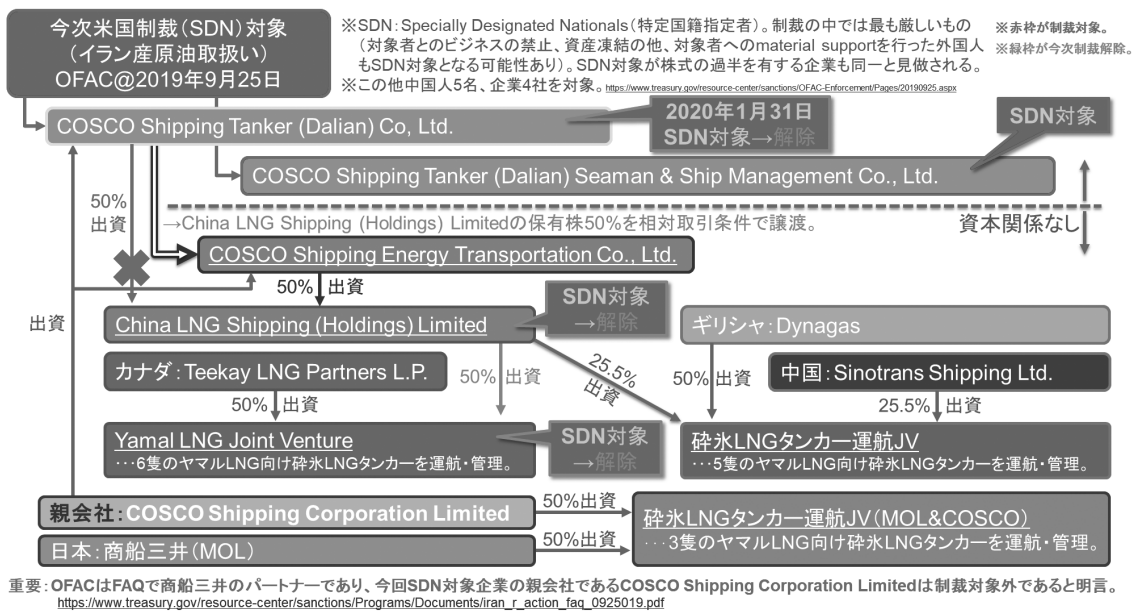 今次米国制裁(SDN)対象
(イラン産原油取扱い)
OFAC@2019年9月25日
※SDN:Specially Designated Nationals(特定国籍指定者)。制裁の中では最も厳しいもの
(対象者とのビジネスの禁止、資産凍結の他、対象者へのmaterial supportを行った外国人
もSDN対象となる可能性あり)。SDN対象が株式の過半を有する企業も同一と見做される。
※この他中国人5名、企業4社を対象。https://www.treasury.gov/resource-center/sanctions/OFAC-Enforcement/Pages/20190925.aspx
※赤枠が制裁対象。
※緑枠が今次制裁解除。
COSCO Shipping Tanker (Dalian) Co, Ltd.
2020年1月31日
SDN対象→解除
SDN対象
COSCO Shipping Tanker (Dalian) Seaman & Ship Management Co., Ltd.
50%
出資
→China LNG Shipping (Holdings) Limitedの保有株50%を相対取引条件で譲渡。
資本関係なし
COSCO Shipping Energy Transportation Co., Ltd.
50% 出資
出資
China LNG Shipping (Holdings) Limited
SDN対象
→解除
ギリシャ:Dynagas
カナダ:Teekay LNG Partners L.P.
50% 出資
25.5%
出資
50% 出資
中国:Sinotrans Shipping Ltd.
50% 出資
25.5% 出資
Yamal LNG Joint Venture
···6隻のヤマルLNG向け砕氷LNGタンカーを運航・管理。
SDN対象
→解除
砕氷LNGタンカー運航JV
···5隻のヤマルLNG向け砕氷LNGタンカーを運航・管理。
親会社:COSCO Shipping Corporation Limited
50%出資
砕氷LNGタンカー運航JV(MOL&COSCO)
···3隻のヤマルLNG向け砕氷LNGタンカーを運航・管理。
日本:商船三井(MOL)
50%出資
重要:OFACはFAQで商船三井のパートナーであり、今回SDN対象企業の親会社であるCOSCO Shipping Corporation Limitedは制裁対象外であると明言。
https://www.treasury.gov/resource-center/sanctions/Programs/Documents/iran_r_action_faq_0925019.pdf